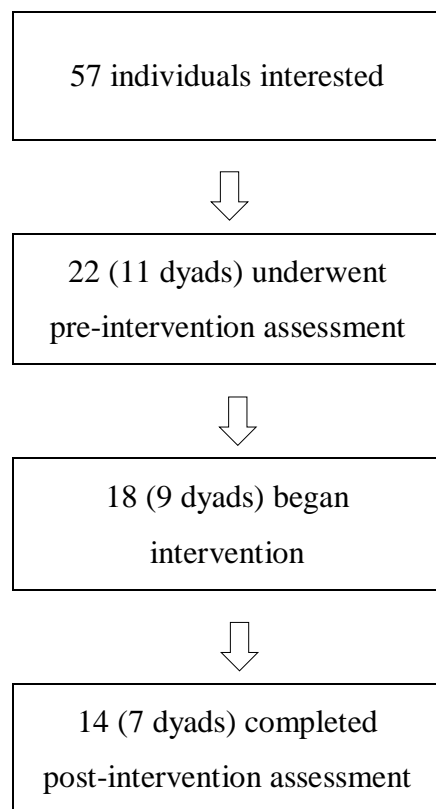 57 individuals interested
22 (11 dyads) underwent
pre-intervention assessment
18 (9 dyads) began
intervention
14 (7 dyads) completed
post-intervention assessment